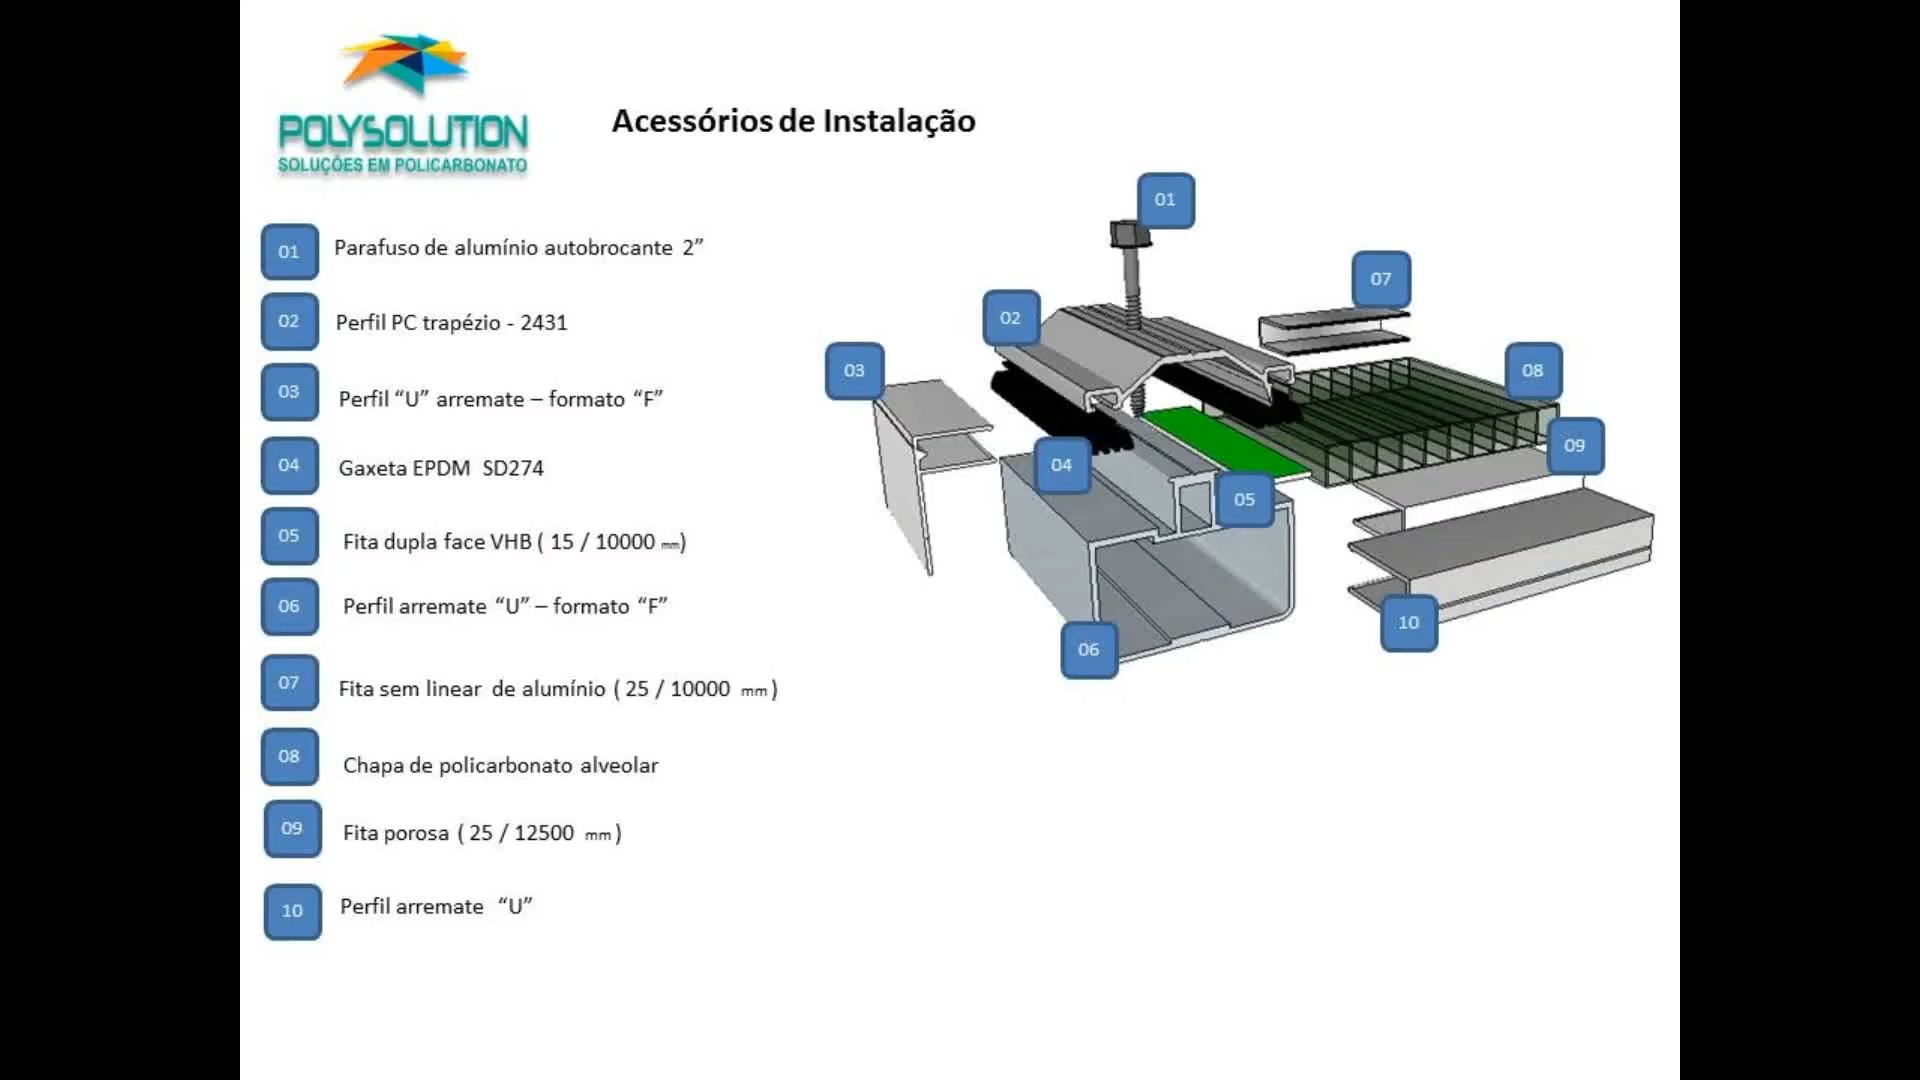 POLYSOLUTION
SOLUÇÕES EM POLICARBONATO
Acessórios de Instalação
01 Parafuso de alumínio autobrocante 2”
02 Perfil PC trapézio - 2431
03 Perfil “U” arremate – formato “F”
04 Gaxeta EPDM SD274
05 Fita dupla face VHB ( 15 / 10000 mm)
06 Perfil arremate “U” – formato “F”
07 Fita sem linear de alumínio ( 25 / 10000 mm )
08 Chapa de policarbonato alveolar
09 Fita porosa ( 25 / 12500 mm )
10 Perfil arremate “U”
01
07
02
03
08
09
04
05
10
06